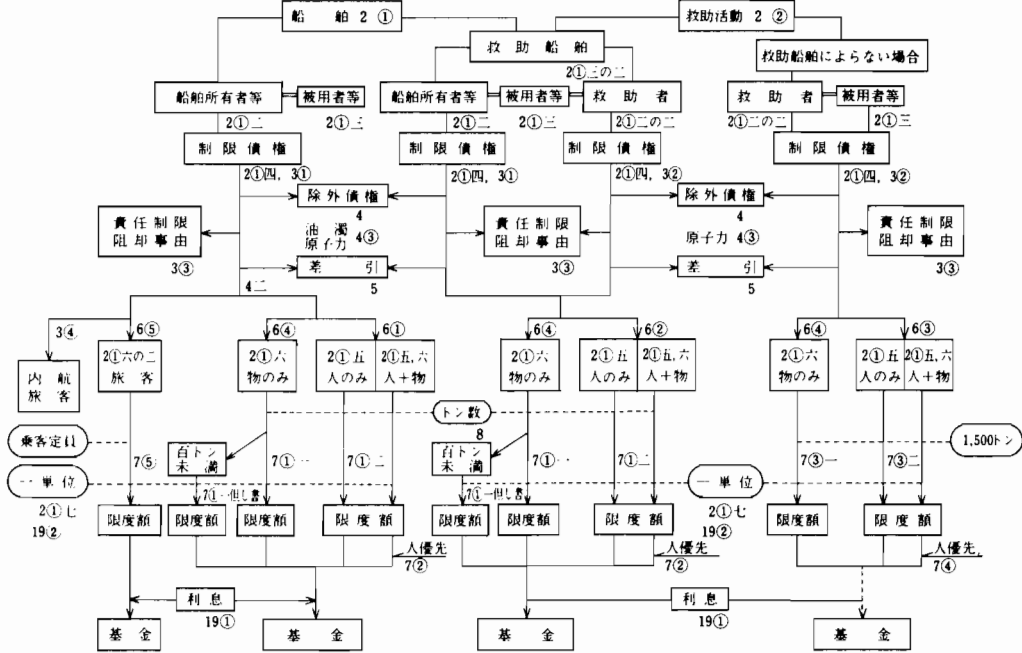 船舶 2 ①
救助活動 2 ②
救助船舶
救助船舶によらない場合
2①三の二
船舶所有者等
被用者等
船舶所有者等
被用者等
救助者
救助者
被用者等
2①二
2①三
2①二
2①三
2①二の二
2①二の二
2①三
制限債権
制限債権
制限債権
制限債権
2①四, 3①
2①四, 3①
2①四, 3②
2①四, 3②
除外債権
除外債権
4
4
責任制限
阻却事由
油濁
原子力
4③
責任制限
阻却事由
原子力 4③
責任制限
阻却事由
3③
3③
3③
差引
差引
5
5
4二
3④
6⑤
6④
6①
6④
6②
6④
6③
内航
旅客
2①六の二
旅客
2①六
物のみ
2①五
人のみ
2①五,六
人+物
2①六
物のみ
2①五
人のみ
2①五,六
人+物
2①六
物のみ
2①五
人のみ
2①五,六
人+物
トン数
8
乗客定員
1,500トン
百トン
未満
百トン
未満
7⑤
7①一
7①二
7①一
7①二
7③一
7③二
一単位
一単位
7①一但し書
7①一但し書
2①七
19②
2①七
19②
限度額
限度額
限度額
限度額
限度額
限度額
限度額
限度額
限度額
人優先
7②
人優先
7②
人優先
7④
利息
利息
19①
19①
基金
基金
基金
基金